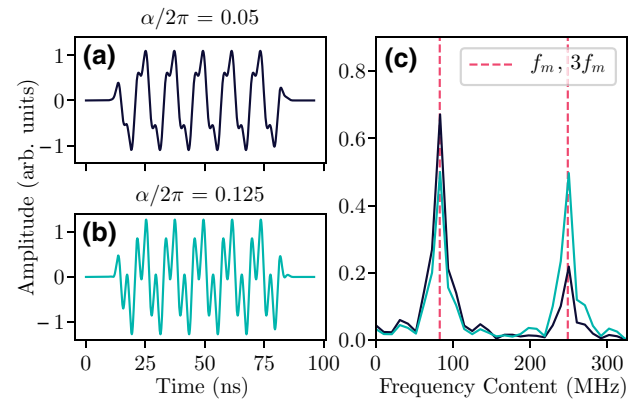 α/2π = 0.05
(a)
1
0
−1
α/2π = 0.125
(b)
1
0
−1
Amplitude (arb. units)
0
25
50
75
100
Time (ns)
(c)
f_m, 3f_m
0.8
0.6
0.4
0.2
0.0
0
100
200
300
Frequency Content (MHz)